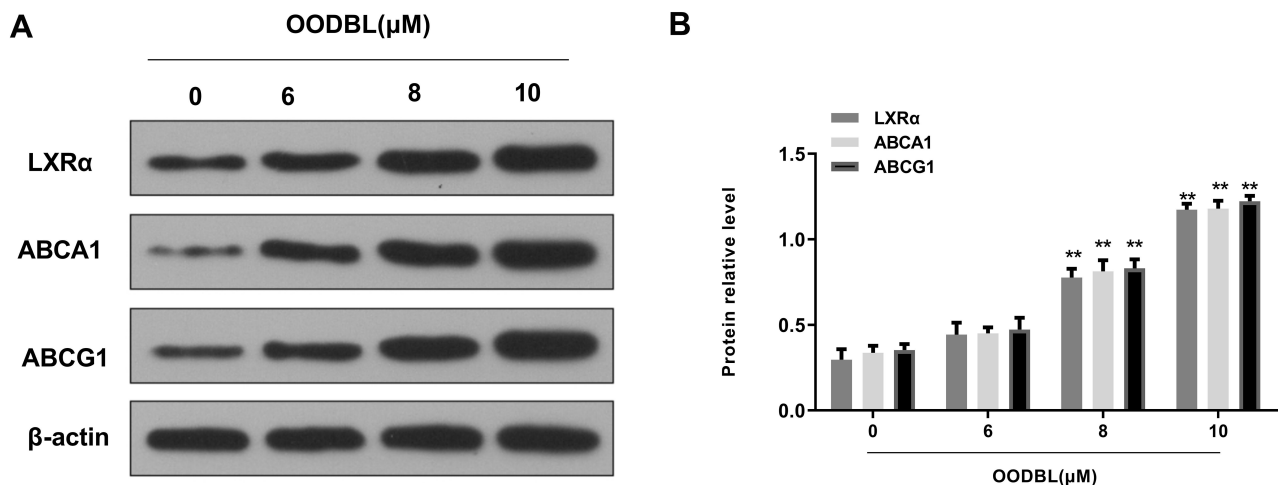 A
OODBL(μM)
0 6 8 10
LXRα
ABCA1
ABCG1
β-actin
B
LXRα
ABCA1
ABCG1
Protein relative level
1.5
1.0
0.5
0.0
** ** **
** ** **
0 6 8 10
OODBL(μM)